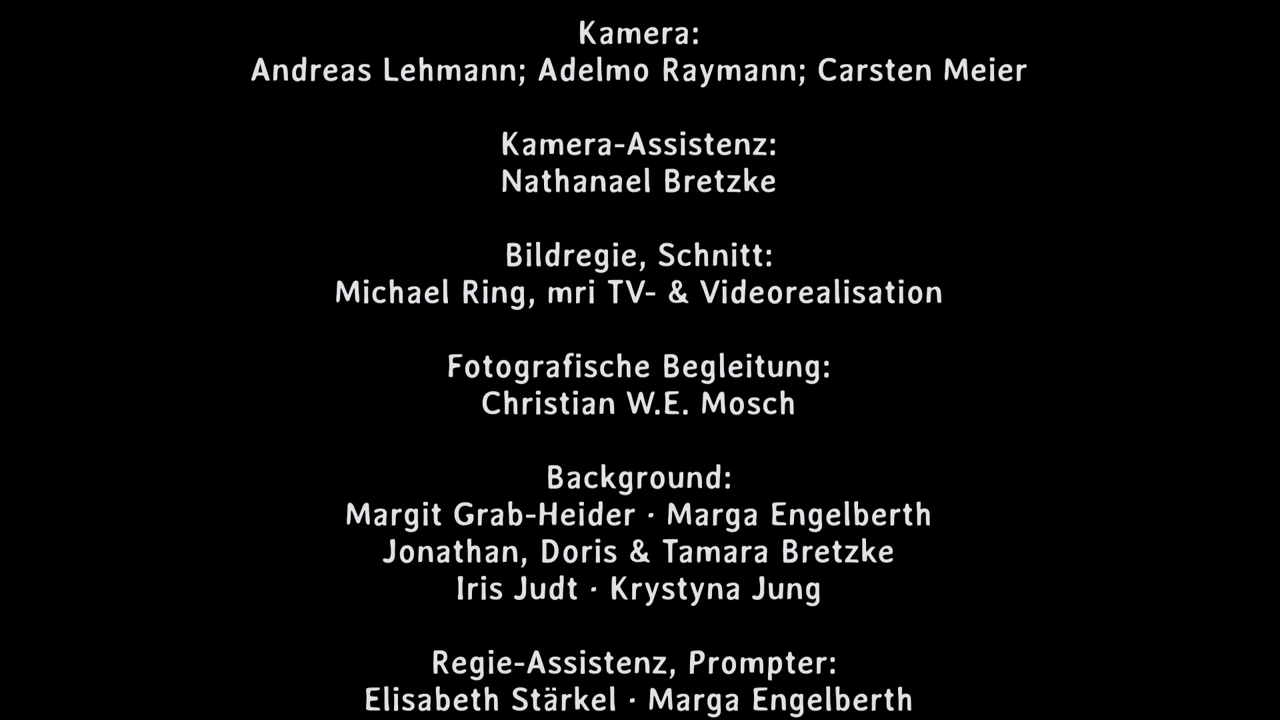 Kamera:
Andreas Lehmann; Adelmo Raymann; Carsten Meier
Kamera-Assistenz:
Nathanael Bretzke
Bildregie, Schnitt:
Michael Ring, mri TV- & Videorealisation
Fotografische Begleitung:
Christian W.E. Mosch
Background:
Margit Grab-Heider · Marga Engelberth
Jonathan, Doris & Tamara Bretzke
Iris Judt · Krystyna Jung
Regie-Assistenz, Prompter:
Elisabeth Stärkel · Marga Engelberth